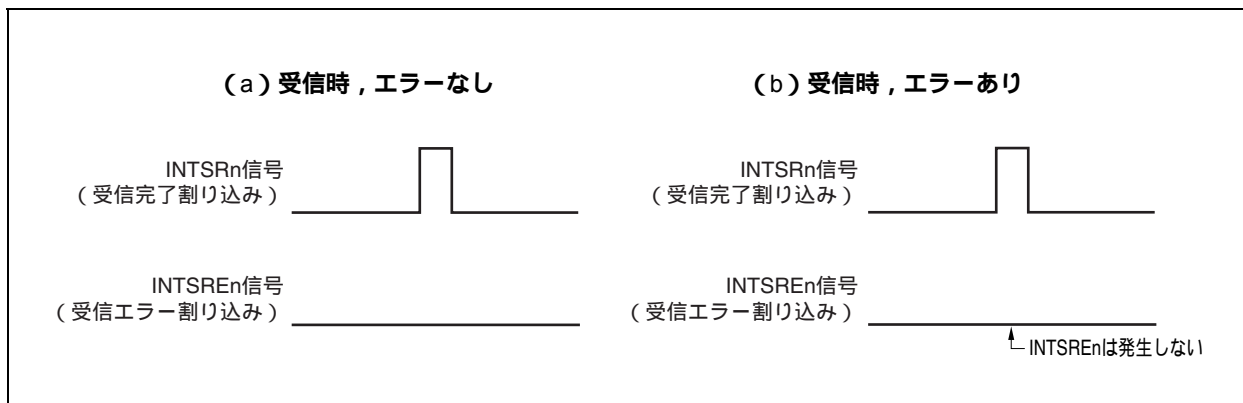 (a)受信時,エラーなし
INTSRn信号
(受信完了割り込み)
INTSREn信号
(受信エラー割り込み)
(b)受信時,エラーあり
INTSRn信号
(受信完了割り込み)
INTSREn信号
(受信エラー割り込み)
INTSREnは発生しない